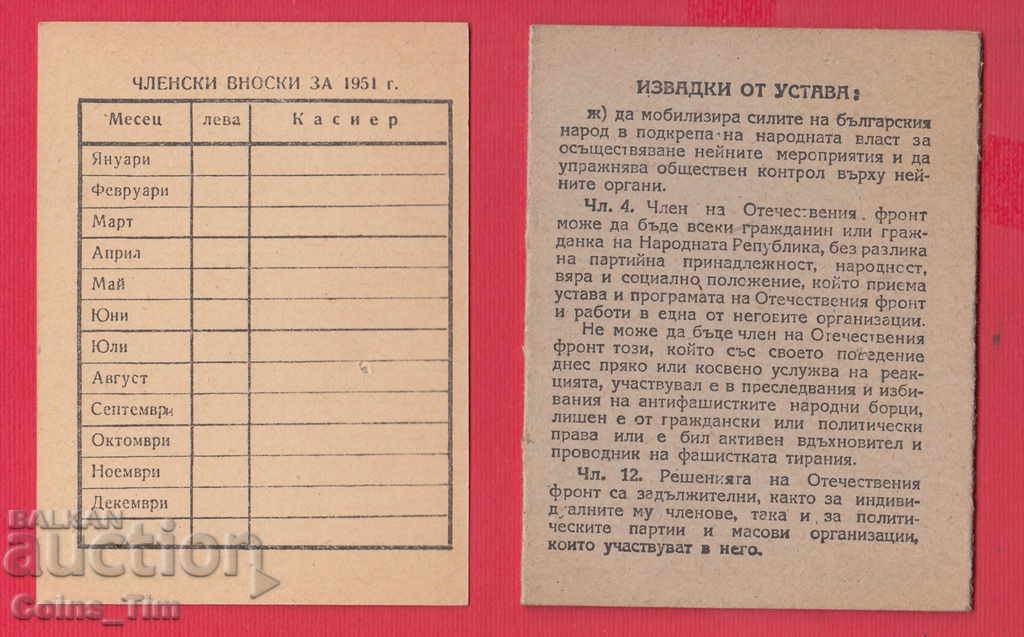 ЧЛЕНСКИ ВНОСКИ ЗА 1951 г.
Месец лева Касиер
Януари
Февруари
Март
Април
Май
Юни
Юли
Август
Септември
Октомври
Ноември
Декември
ИЗВАДКИ ОТ УСТАВА:
ж) да мобилизира силите на българския
народ в подкрепа на народната власт за
осъществяване нейните мероприятия и да
упражнява обществен контрол върху ней-
ните органи.
Чл. 4. Член на Отечествения фронт
може да бъде всеки гражданин или граж-
данка на Народната Република, без разлика
на партийна принадлежност, народност,
вяра и социално положение, който приема
устава и програмата на Отечествения фронт
и работи в една от неговите организации.
Не може да бъде член на Отечествения
фронт този, който със своето поведение
днес пряко или косвено услужва на реак-
цията, участвувал е в преследвания и изби-
вания на антифашистките народни борци,
лишен е от граждански или политически
права или е бил активен вдъхновител и
проводник на фашистката тирания.
Чл. 12. Решенията на Отечествения
фронт са задължителни, както за индиви-
дуалните му членове, така и за полити-
ческите партии и масови организации,
които участвуват в него.
BALKAN
auction
Coins_Tim